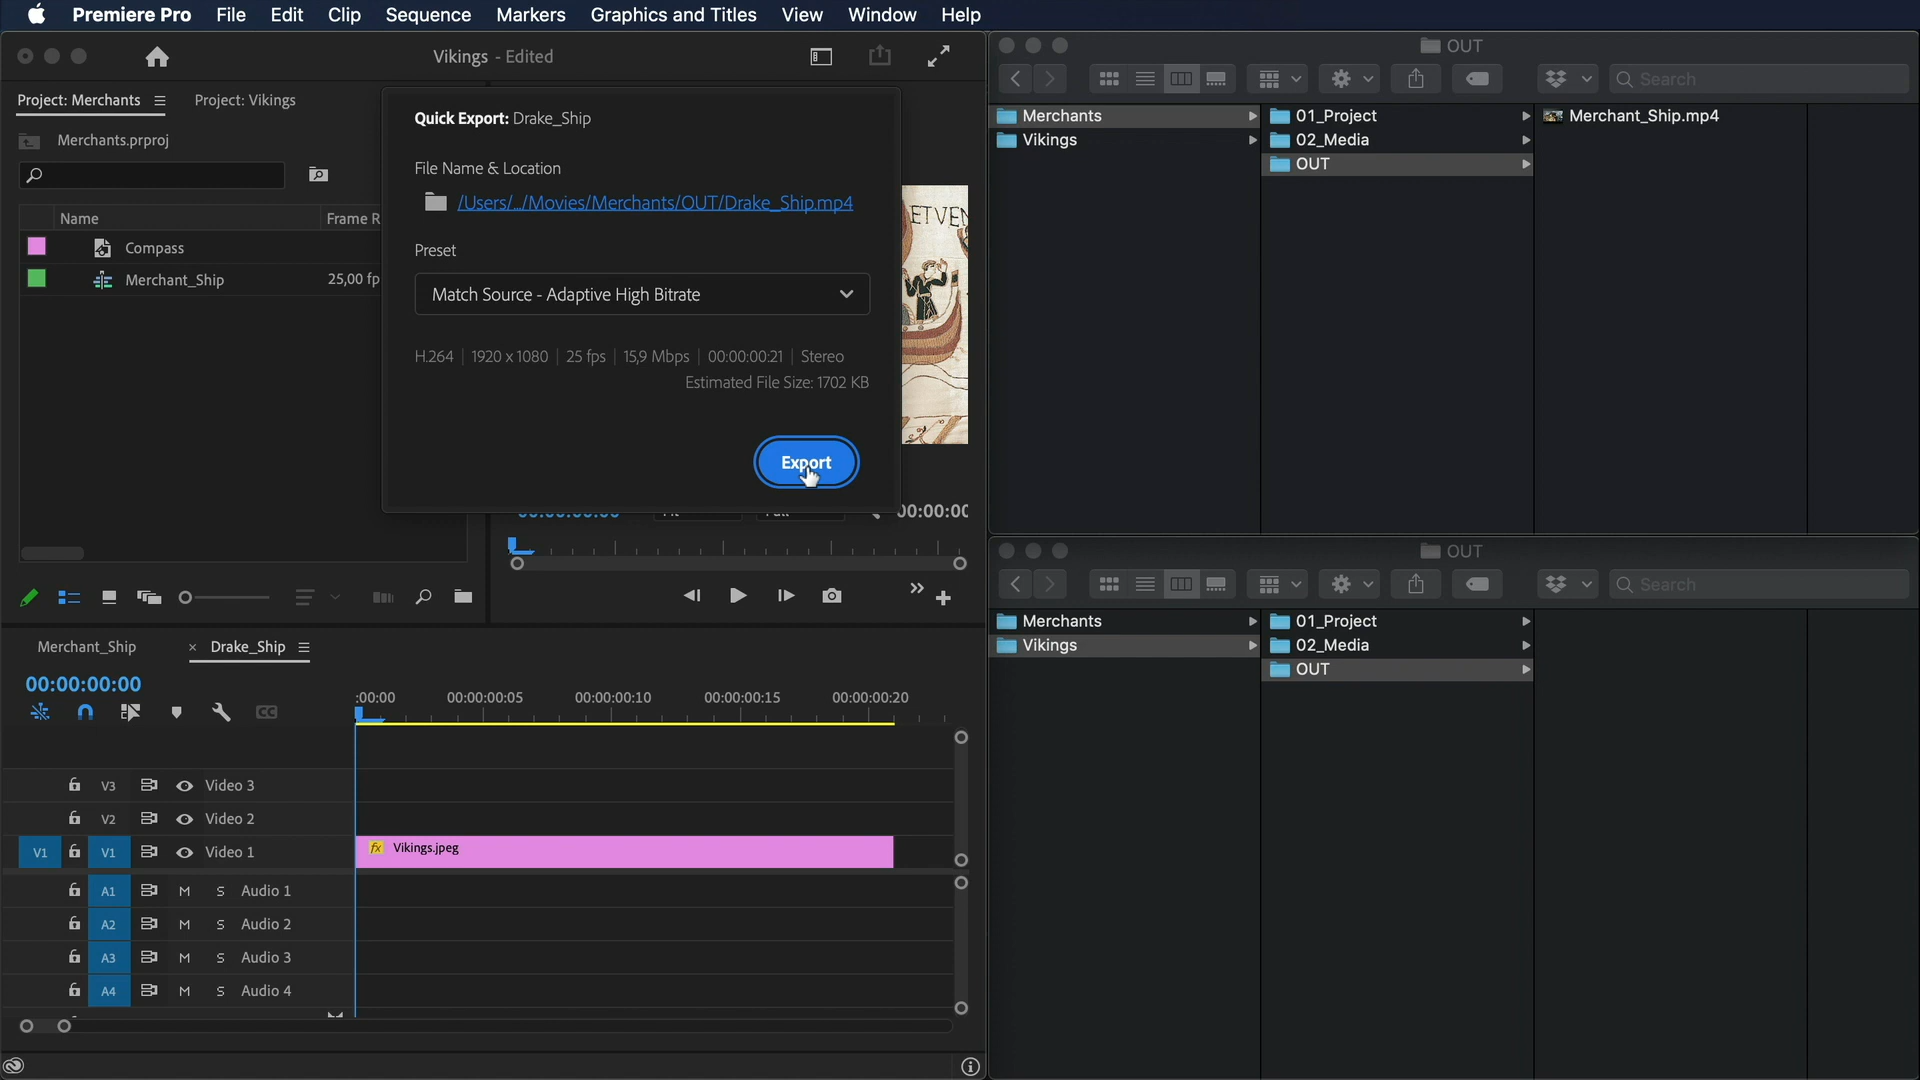 Premiere Pro File Edit Clip Sequence Markers Graphics and Titles View Window Help
Vikings - Edited
Project: Merchants
Project: Vikings
Merchants.prproj
Name
Frame R
Compass
Merchant_Ship
25,00 fp
Quick Export: Drake_Ship
File Name & Location
/Users/.../Movies/Merchants/OUT/Drake_Ship.mp4
Preset
Match Source - Adaptive High Bitrate
H.264 | 1920 x 1080 | 25 fps | 15,9 Mbps | 00:00:00:21 | Stereo
Estimated File Size: 1702 KB
Export
ETVEN
00:00:0(
Merchant_Ship
× Drake_Ship
00:00:00:00
:00:00
00:00:00:05
00:00:00:10
00:00:00:15
00:00:00:20
CC
V3 Video 3
V2 Video 2
V1 V1 Video 1
fx Vikings.jpeg
A1 M S Audio 1
A2 M S Audio 2
A3 M S Audio 3
A4 M S Audio 4
OUT
Search
Merchants
Vikings
01_Project
02_Media
OUT
Merchant_Ship.mp4
OUT
Search
Merchants
Vikings
01_Project
02_Media
OUT